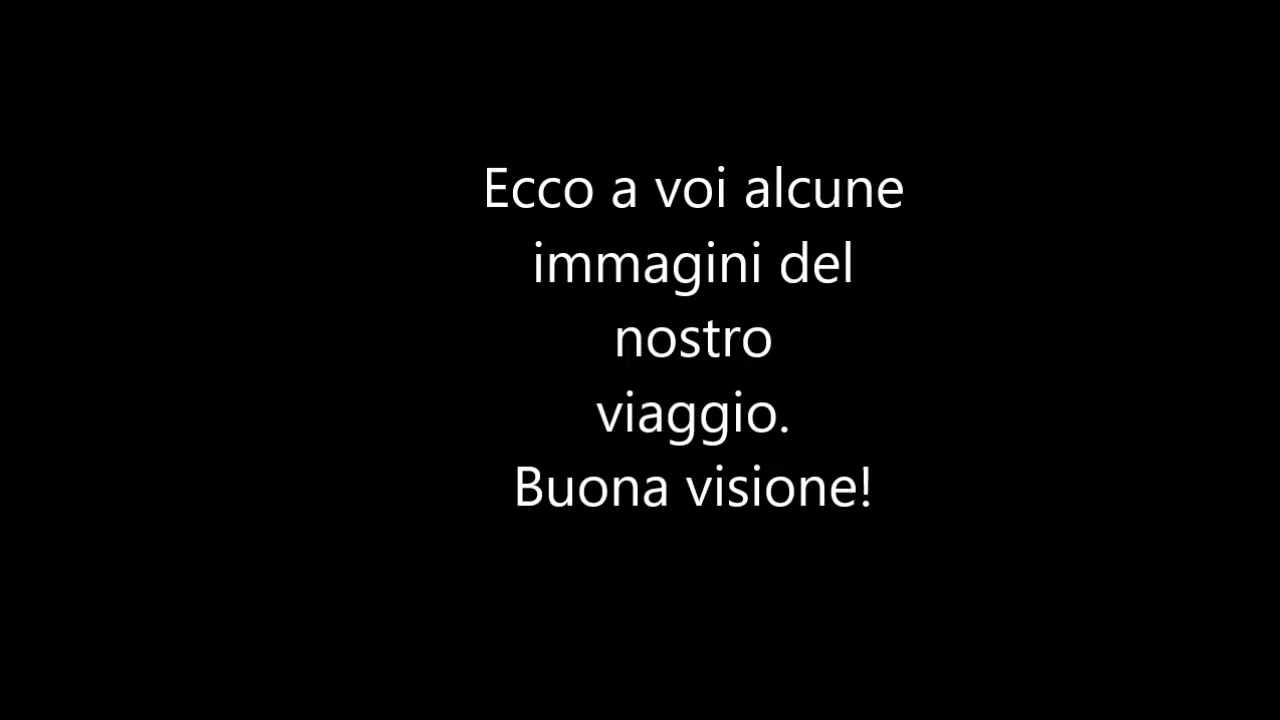 Ecco a voi alcune
immagini del
nostro
viaggio.
Buona visione!